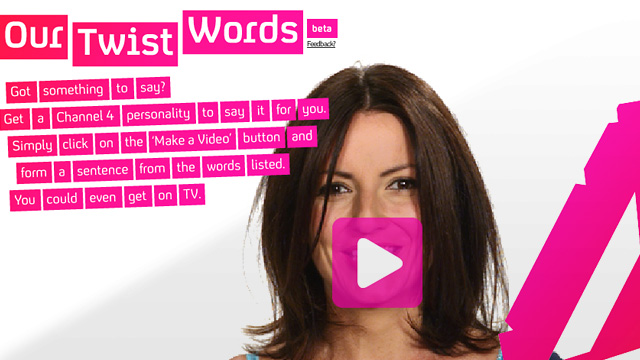 Our Twist Words beta
Feedback?
Got something to say?
Get a Channel 4 personality to say it for you.
Simply click on the 'Make a Video' button and
form a sentence from the words listed.
You could even get on TV.